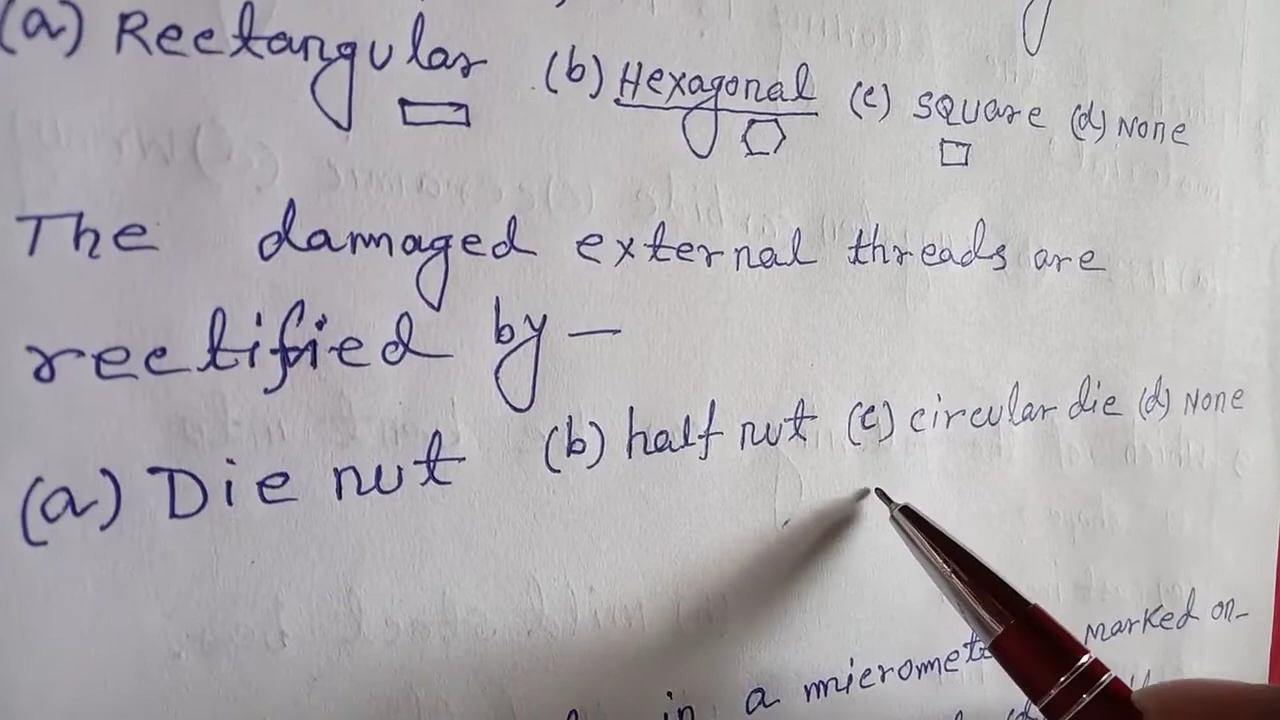 (a) Rectangular (b) Hexagonal (c) square (d) None
The damaged external threads are
rectified by —
(a) Die nut (b) half nut (c) circular die (d) None
in a micromete marked on-